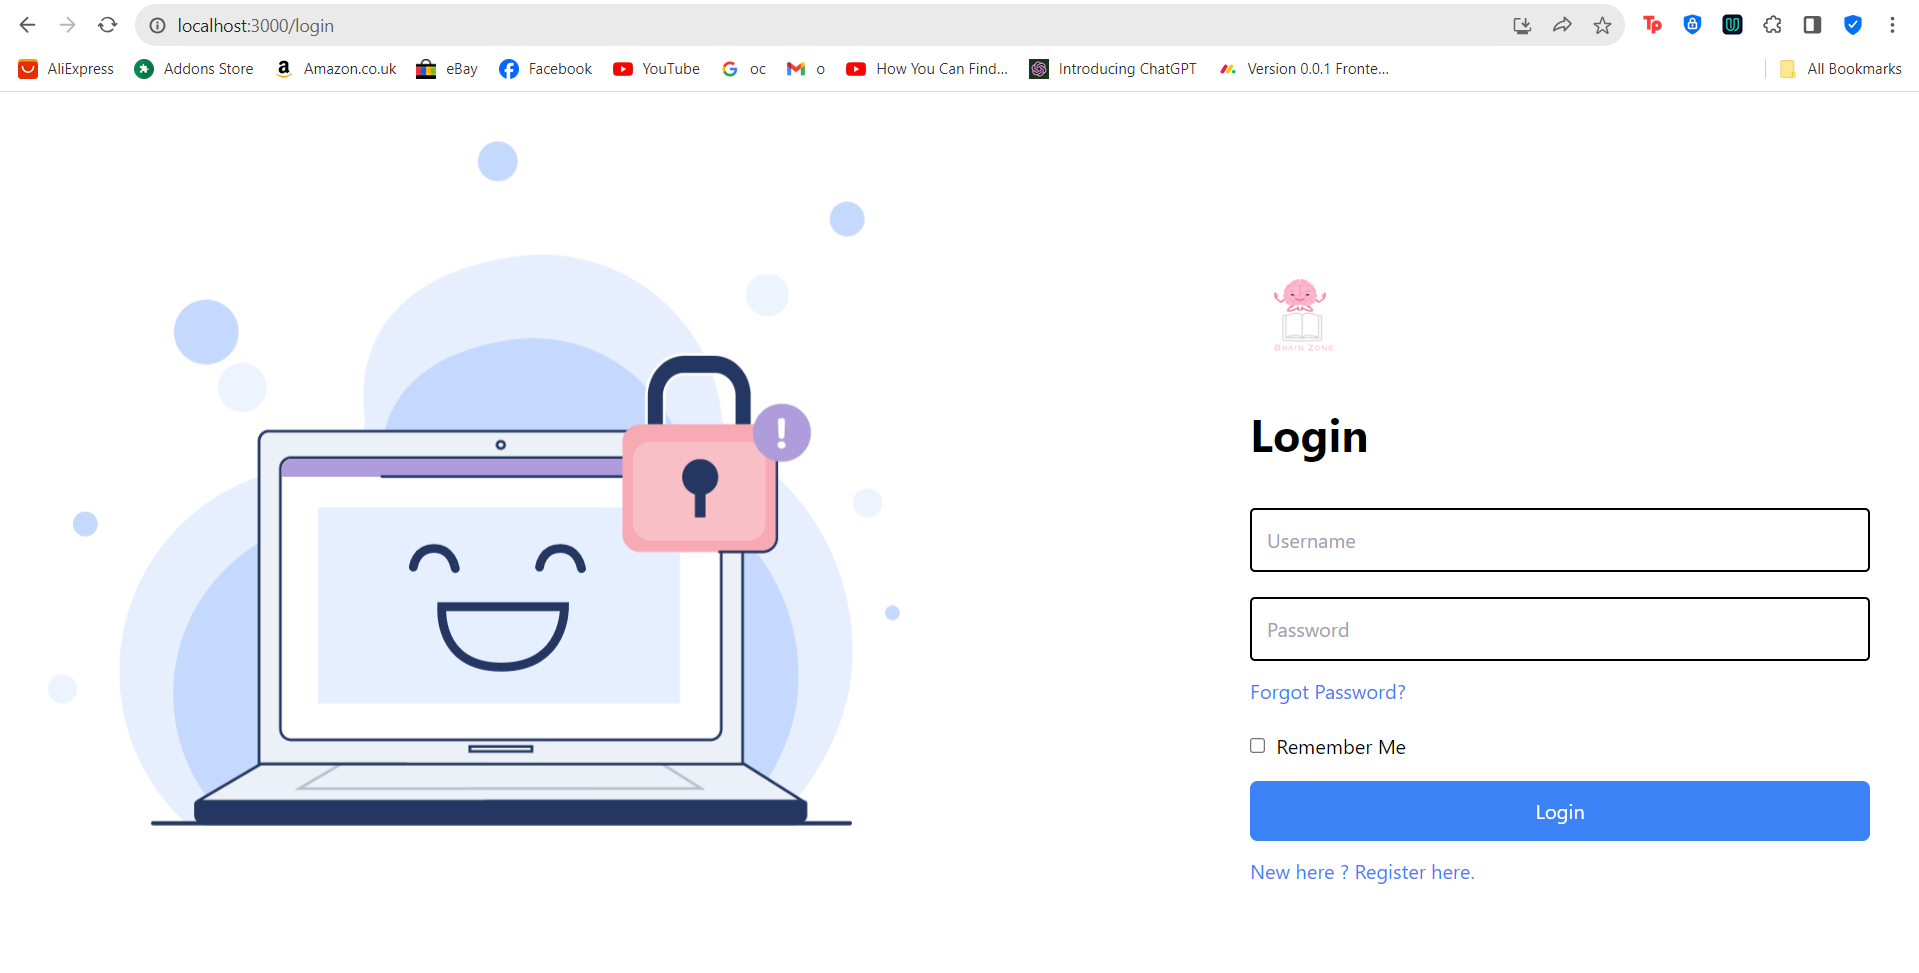 localhost:3000/login
AliExpress Addons Store Amazon.co.uk eBay Facebook YouTube oc o How You Can Find... Introducing ChatGPT Version 0.0.1 Fronte... All Bookmarks
BRAIN ZONE
!
Login
Username
Password
Forgot Password?
Remember Me
Login
New here ? Register here.